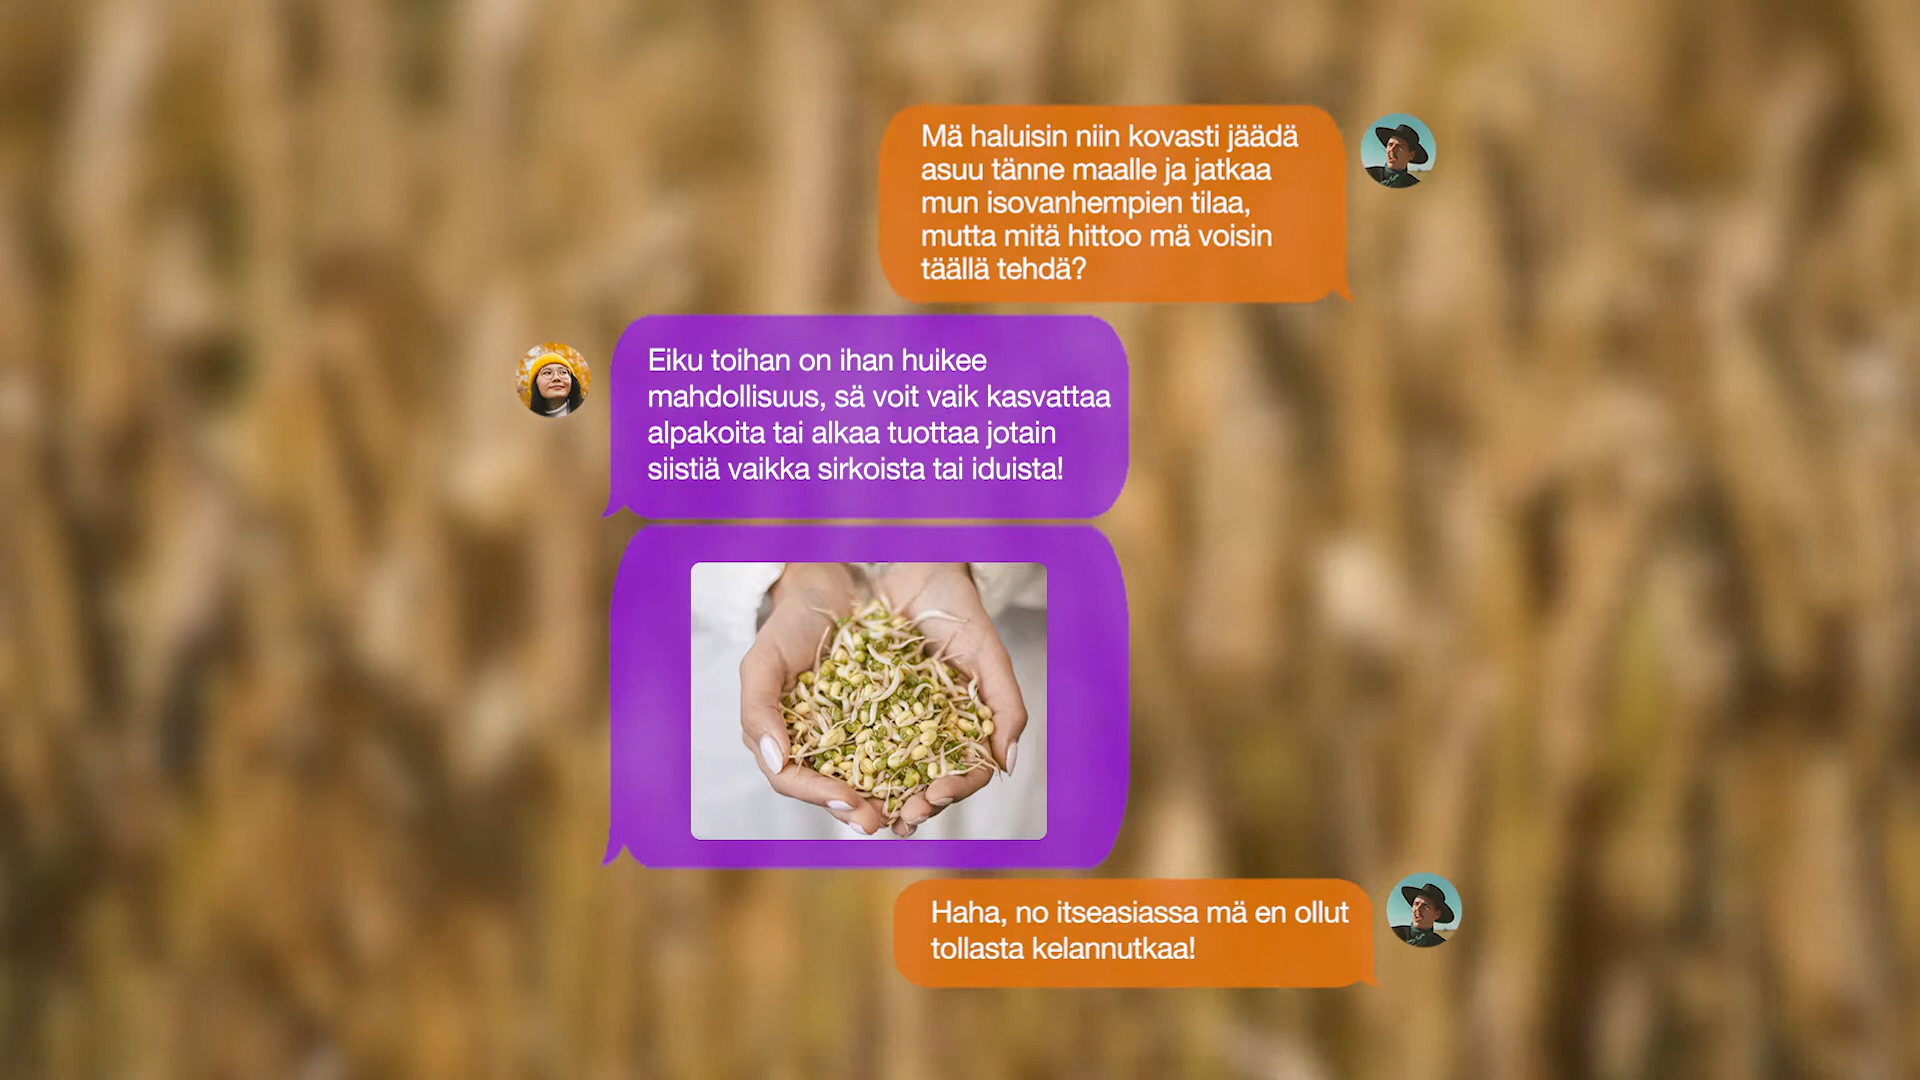 Mä haluisin niin kovasti jäädä
asuu tänne maalle ja jatkaa
mun isovanhempien tilaa,
mutta mitä hittoo mä voisin
täällä tehdä?
Eiku toihan on ihan huikee
mahdollisuus, sä voit vaik kasvattaa
alpakoita tai alkaa tuottaa jotain
siistiä vaikka sirkoista tai iduista!
Haha, no itseasiassa mä en ollut
tollasta kelannutkaa!